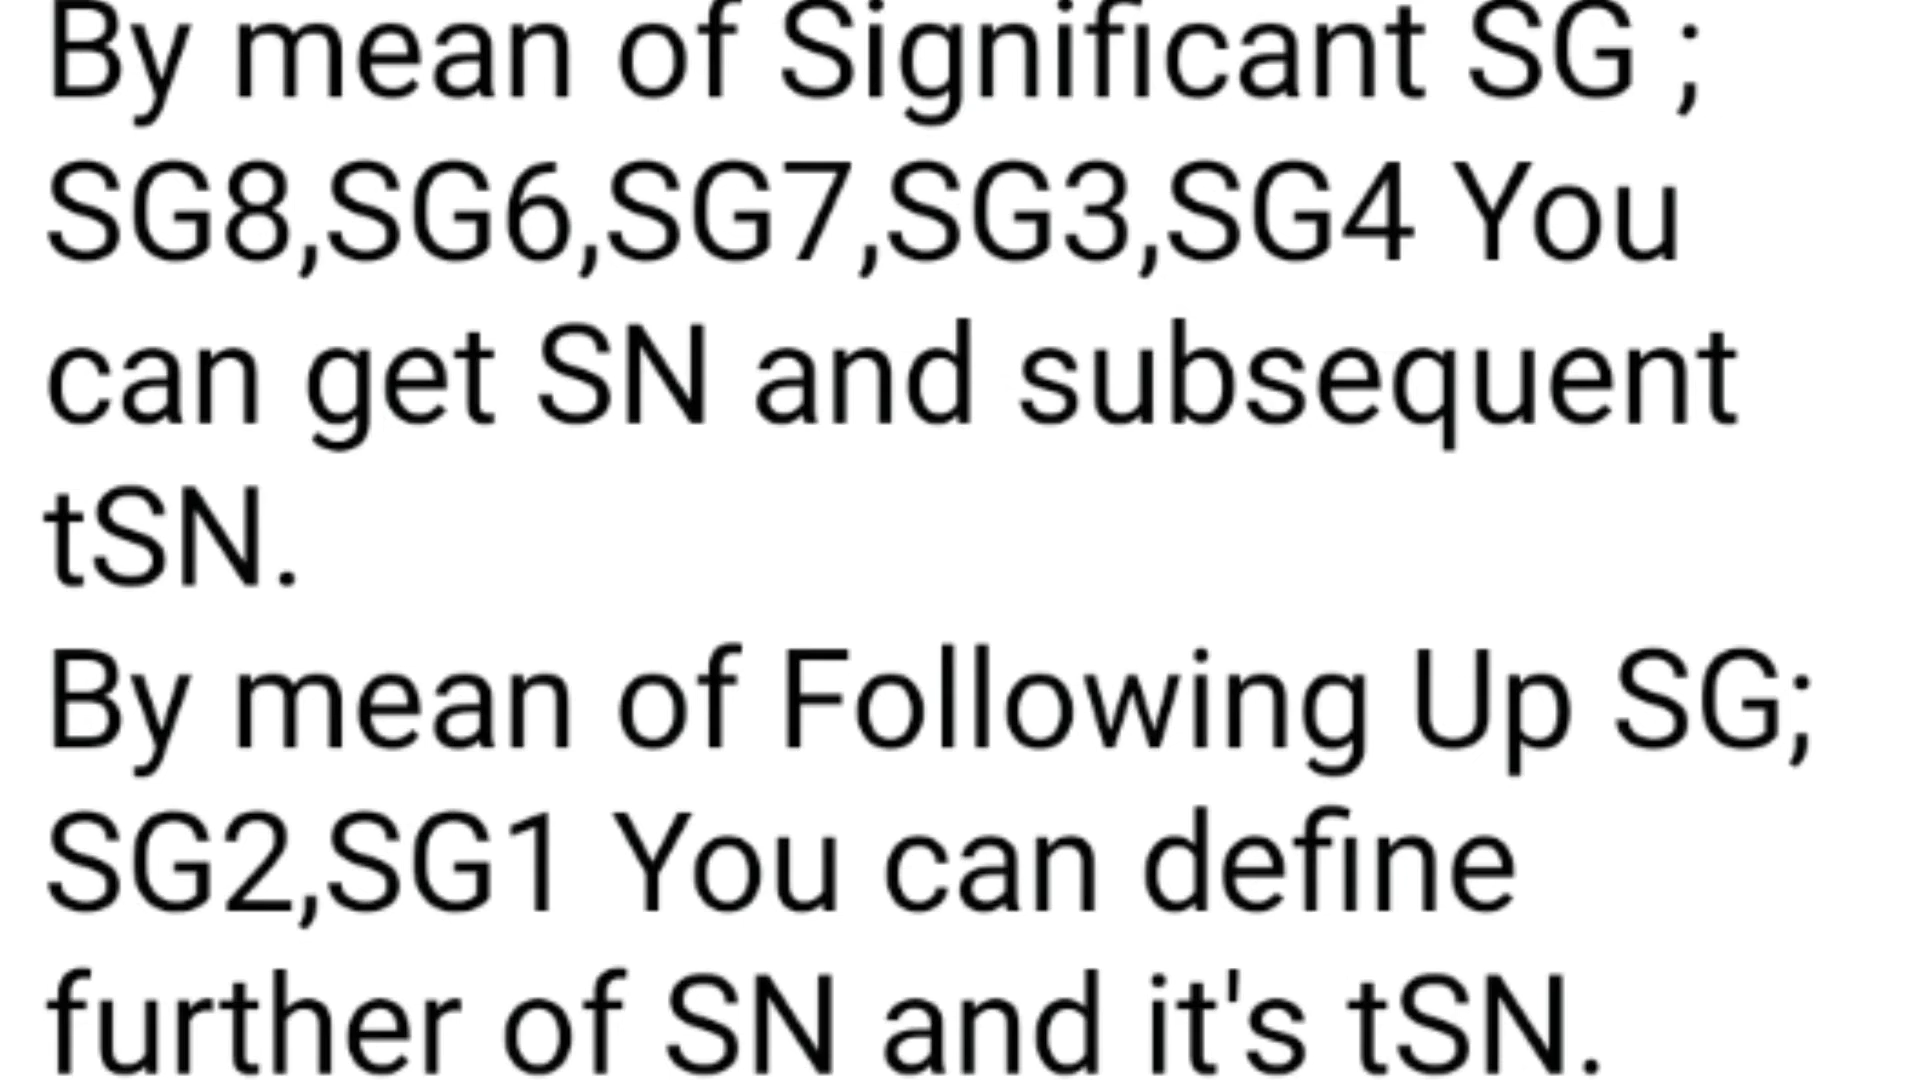 By mean of Significant SG ;
SG8,SG6,SG7,SG3,SG4 You
can get SN and subsequent
tSN.
By mean of Following Up SG;
SG2,SG1 You can define
further of SN and it's tSN.